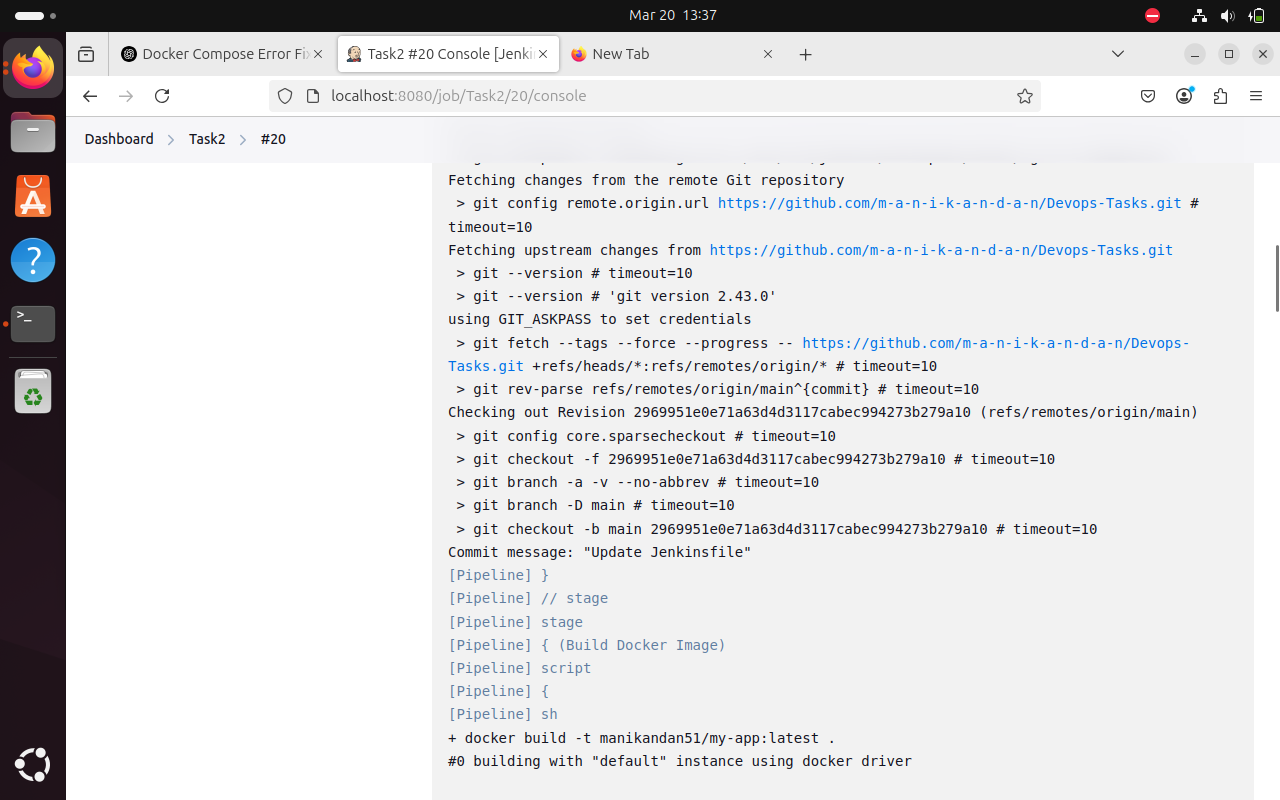 Mar 20 13:37
Docker Compose Error Fi
Task2 #20 Console [Jenki
New Tab
localhost:8080/job/Task2/20/console
Dashboard
Task2
#20
Fetching changes from the remote Git repository
> git config remote.origin.url https://github.com/m-a-n-i-k-a-n-d-a-n/Devops-Tasks.git #
timeout=10
Fetching upstream changes from https://github.com/m-a-n-i-k-a-n-d-a-n/Devops-Tasks.git
> git --version # timeout=10
> git --version # 'git version 2.43.0'
using GIT_ASKPASS to set credentials
> git fetch --tags --force --progress -- https://github.com/m-a-n-i-k-a-n-d-a-n/Devops-
Tasks.git +refs/heads/*:refs/remotes/origin/* # timeout=10
> git rev-parse refs/remotes/origin/main^{commit} # timeout=10
Checking out Revision 2969951e0e71a63d4d3117cabec994273b279a10 (refs/remotes/origin/main)
> git config core.sparsecheckout # timeout=10
> git checkout -f 2969951e0e71a63d4d3117cabec994273b279a10 # timeout=10
> git branch -a -v --no-abbrev # timeout=10
> git branch -D main # timeout=10
> git checkout -b main 2969951e0e71a63d4d3117cabec994273b279a10 # timeout=10
Commit message: "Update Jenkinsfile"
[Pipeline] }
[Pipeline] // stage
[Pipeline] stage
[Pipeline] { (Build Docker Image)
[Pipeline] script
[Pipeline] {
[Pipeline] sh
+ docker build -t manikandan51/my-app:latest .
#0 building with "default" instance using docker driver